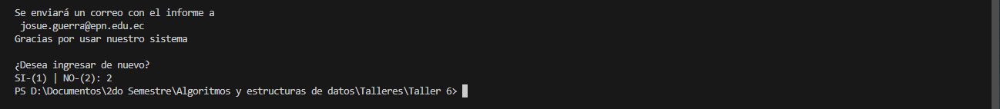 Se enviará un correo con el informe a
josue.guerra@epn.edu.ec
Gracias por usar nuestro sistema
¿Desea ingresar de nuevo?
SI-(1) | NO-(2): 2
PS D:\Documentos\2do Semestre\Algoritmos y estructuras de datos\Talleres\Taller 6>